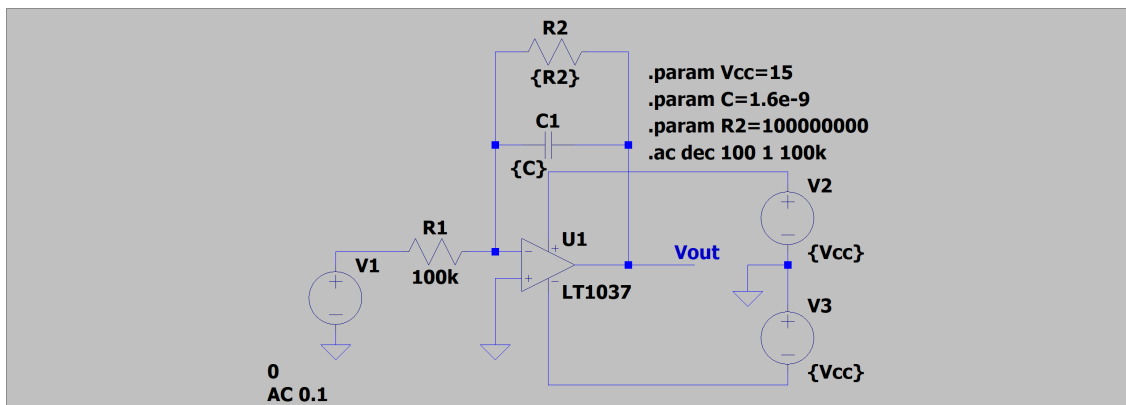 R2
{R2}
.param Vcc=15
.param C=1.6e-9
.param R2=100000000
.ac dec 100 1 100k
C1
{C}
V2
R1
U1
Vout
{Vcc}
V1
100k
LT1037
V3
{Vcc}
0
AC 0.1